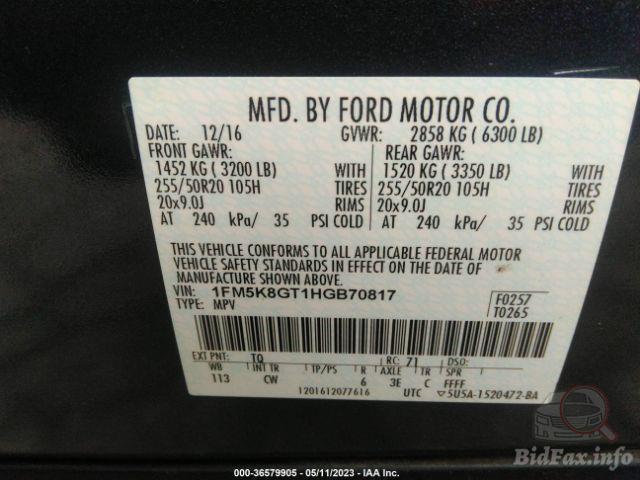 MFD. BY FORD MOTOR CO.
DATE: 12/16 GVWR: 2858 KG ( 6300 LB)
FRONT GAWR: REAR GAWR:
1452 KG ( 3200 LB) WITH 1520 KG ( 3350 LB) WITH
255/50R20 105H TIRES 255/50R20 105H TIRES
20x9.0J RIMS 20x9.0J RIMS
AT 240 kPa/ 35 PSI COLD AT 240 kPa/ 35 PSI COLD
THIS VEHICLE CONFORMS TO ALL APPLICABLE FEDERAL MOTOR
VEHICLE SAFETY STANDARDS IN EFFECT ON THE DATE OF
MANUFACTURE SHOWN ABOVE.
VIN: 1FM5K8GT1HGB70817 F0257
TYPE: MPV T0265
EXT PNT: TQ RC: 71 DSO:
WB INT TR TP/PS R AXLE TR SPR
113 CW 6 3E C FFFF
1201612077616 UTC ▽5U5A-1520472-BA
BidFax.info
000-36579905 - 05/11/2023 - IAA Inc.